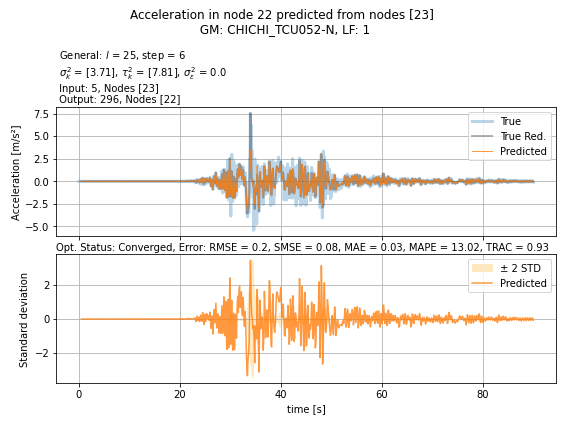 Acceleration in node 22 predicted from nodes [23]
GM: CHICHI_TCU052-N, LF: 1
General: l = 25, step = 6
σ²ₖ = [3.71], τ²ₖ = [7.81], σ²ε = 0.0
Input: 5, Nodes [23]
Output: 296, Nodes [22]
Acceleration [m/s²]
7.5
5.0
2.5
0.0
−2.5
−5.0
True
True Red.
Predicted
Opt. Status: Converged, Error: RMSE = 0.2, SMSE = 0.08, MAE = 0.03, MAPE = 13.02, TRAC = 0.93
Standard deviation
2
0
−2
± 2 STD
Predicted
0 20 40 60 80
time [s]